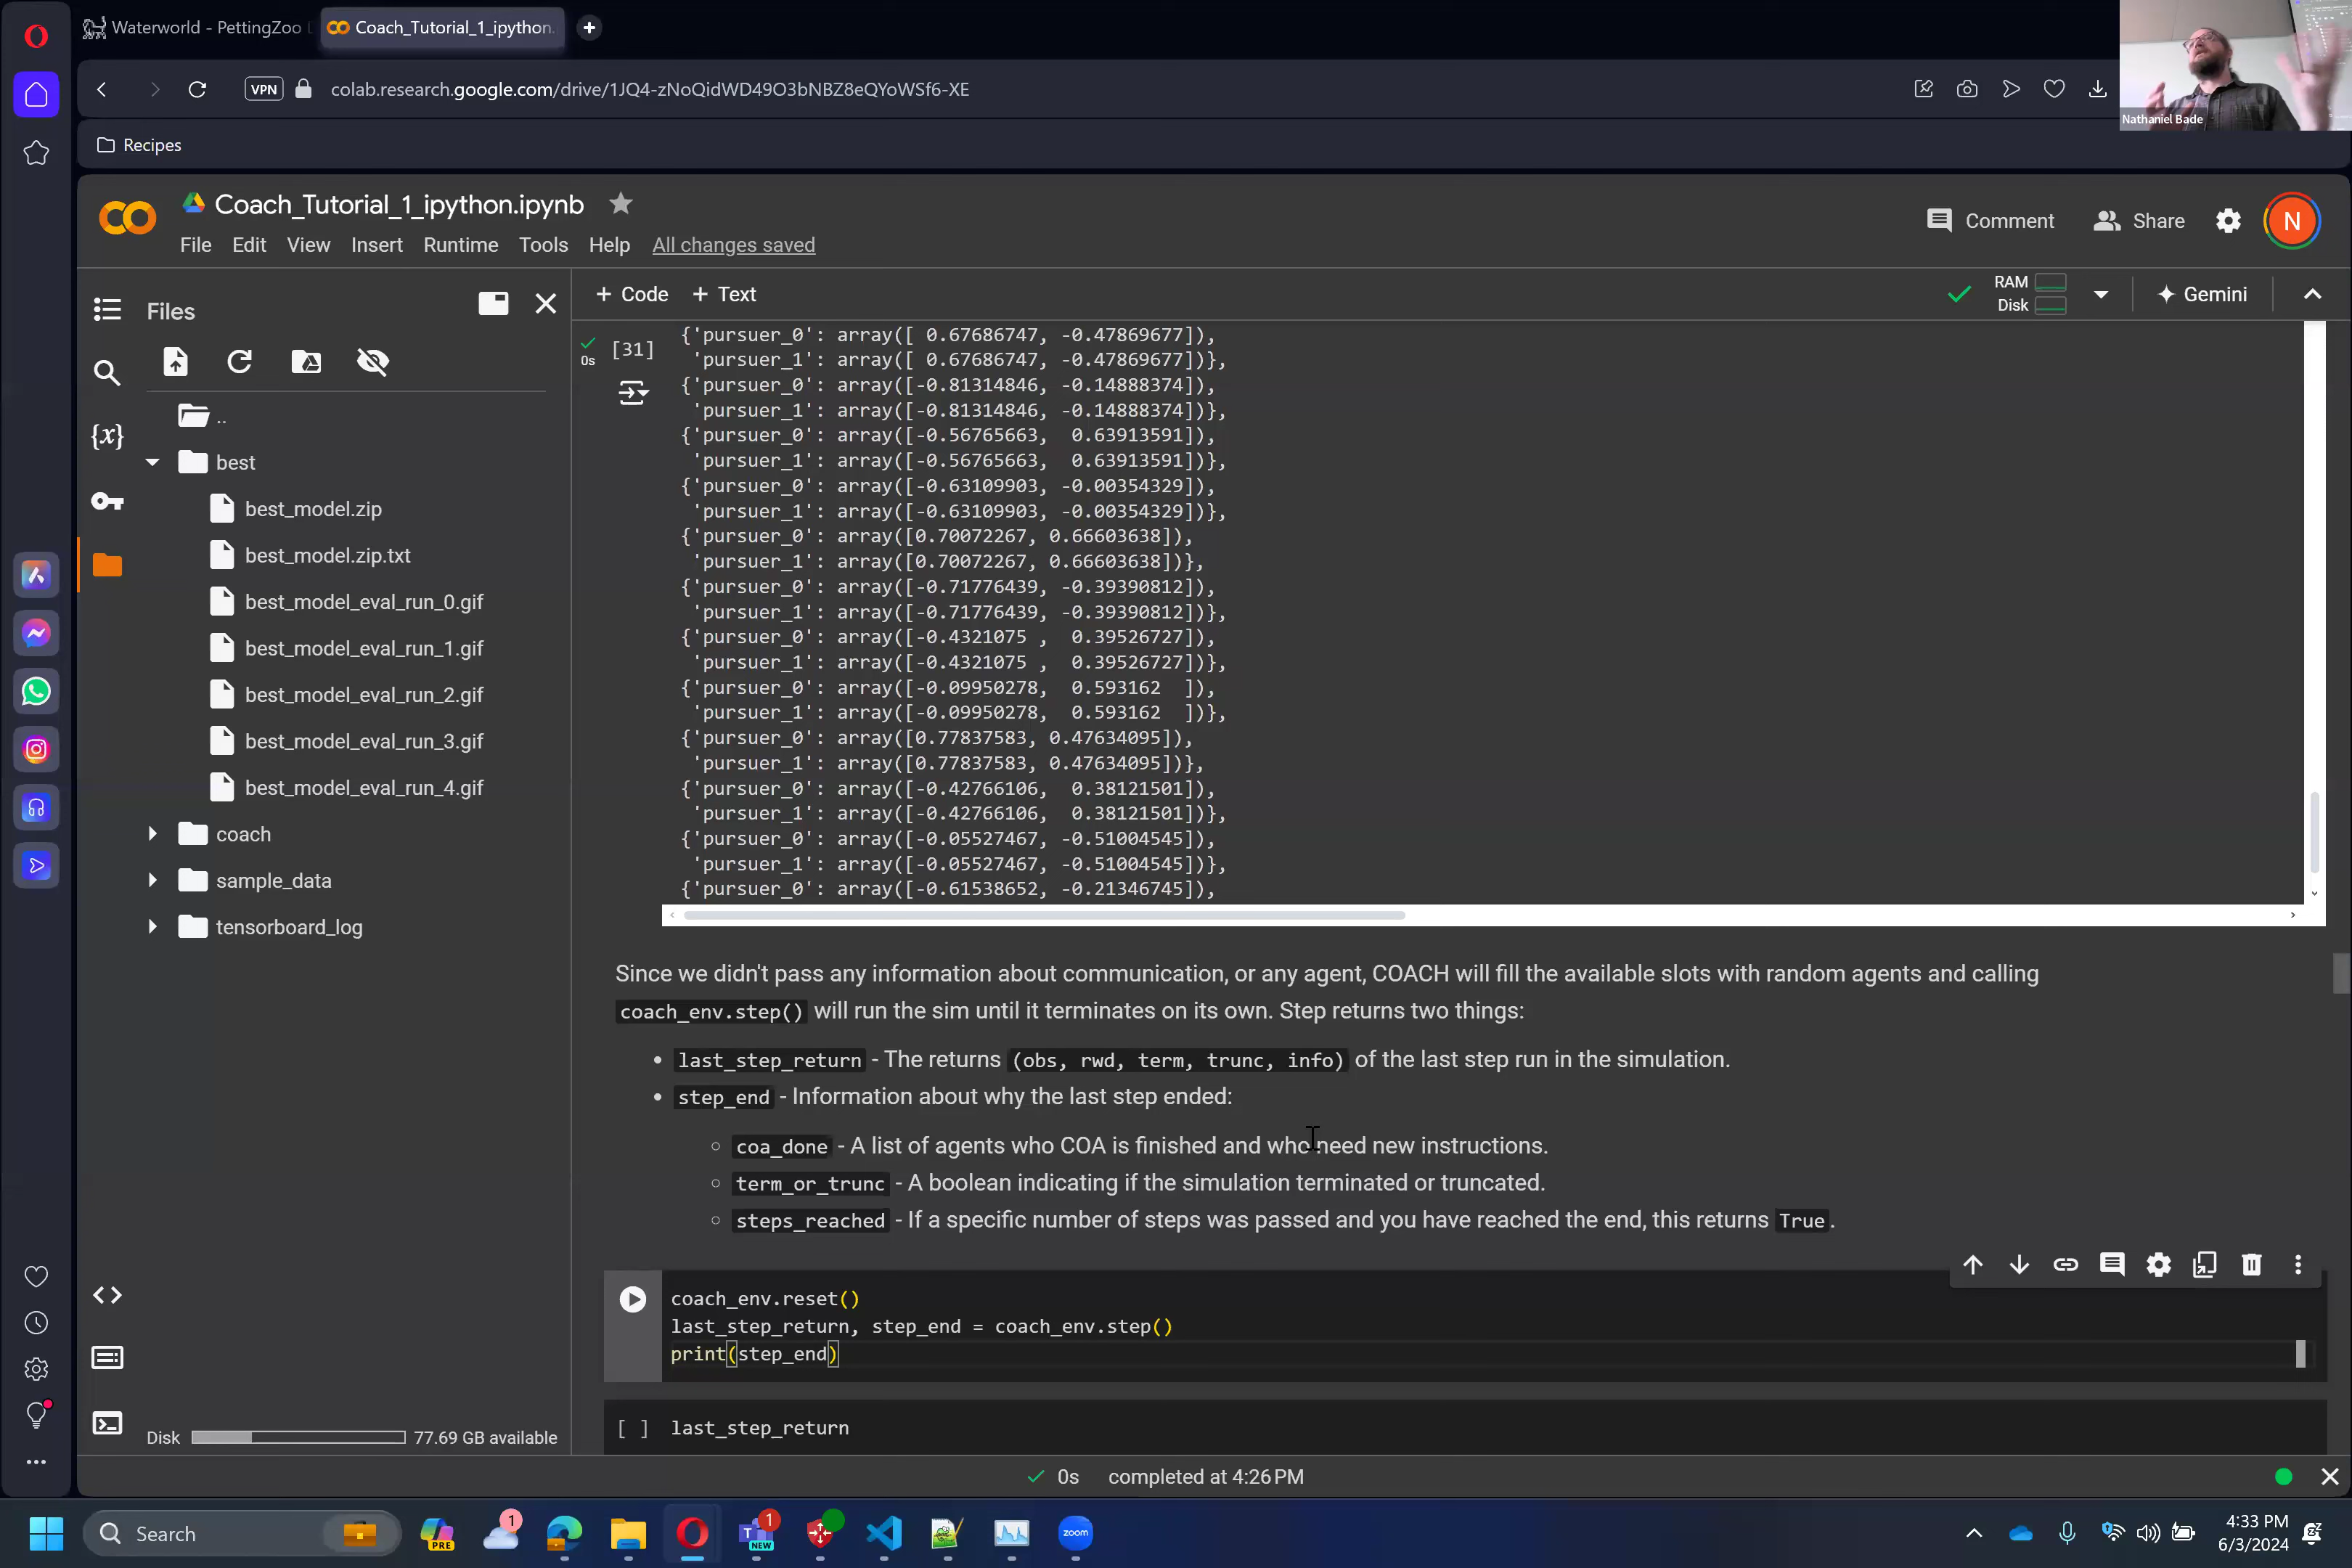 Waterworld - PettingZoo
Coach_Tutorial_1_ipython.
VPN
colab.research.google.com/drive/1JQ4-zNoQidWD49O3bNBZ8eQYoWSf6-XE
Nathaniel Bade
Recipes
Coach_Tutorial_1_ipython.ipynb
Comment
Share
N
File Edit View Insert Runtime Tools Help All changes saved
Files
+ Code + Text
RAM
Disk
Gemini
..
best
best_model.zip
best_model.zip.txt
best_model_eval_run_0.gif
best_model_eval_run_1.gif
best_model_eval_run_2.gif
best_model_eval_run_3.gif
best_model_eval_run_4.gif
coach
sample_data
tensorboard_log
{x}
Disk 77.69 GB available
0s
[31]
{'pursuer_0': array([ 0.67686747, -0.47869677]),
'pursuer_1': array([ 0.67686747, -0.47869677])},
{'pursuer_0': array([-0.81314846, -0.14888374]),
'pursuer_1': array([-0.81314846, -0.14888374])},
{'pursuer_0': array([-0.56765663,  0.63913591]),
'pursuer_1': array([-0.56765663,  0.63913591])},
{'pursuer_0': array([-0.63109903, -0.00354329]),
'pursuer_1': array([-0.63109903, -0.00354329])},
{'pursuer_0': array([0.70072267, 0.66603638]),
'pursuer_1': array([0.70072267, 0.66603638])},
{'pursuer_0': array([-0.71776439, -0.39390812]),
'pursuer_1': array([-0.71776439, -0.39390812])},
{'pursuer_0': array([-0.4321075 ,  0.39526727]),
'pursuer_1': array([-0.4321075 ,  0.39526727])},
{'pursuer_0': array([-0.09950278,  0.593162  ]),
'pursuer_1': array([-0.09950278,  0.593162  ])},
{'pursuer_0': array([0.77837583, 0.47634095]),
'pursuer_1': array([0.77837583, 0.47634095])},
{'pursuer_0': array([-0.42766106,  0.38121501]),
'pursuer_1': array([-0.42766106,  0.38121501])},
{'pursuer_0': array([-0.05527467, -0.51004545]),
'pursuer_1': array([-0.05527467, -0.51004545])},
{'pursuer_0': array([-0.61538652, -0.21346745]),
Since we didn't pass any information about communication, or any agent, COACH will fill the available slots with random agents and calling
coach_env.step() will run the sim until it terminates on its own. Step returns two things:
• last_step_return - The returns (obs, rwd, term, trunc, info) of the last step run in the simulation.
• step_end - Information about why the last step ended:
coa_done - A list of agents who COA is finished and who need new instructions.
term_or_trunc - A boolean indicating if the simulation terminated or truncated.
steps_reached - If a specific number of steps was passed and you have reached the end, this returns True.
coach_env.reset()
last_step_return, step_end = coach_env.step()
print(step_end)
[ ] last_step_return
0s completed at 4:26 PM
Search
PRE
1
1
NEW
zoom
4:33 PM
6/3/2024